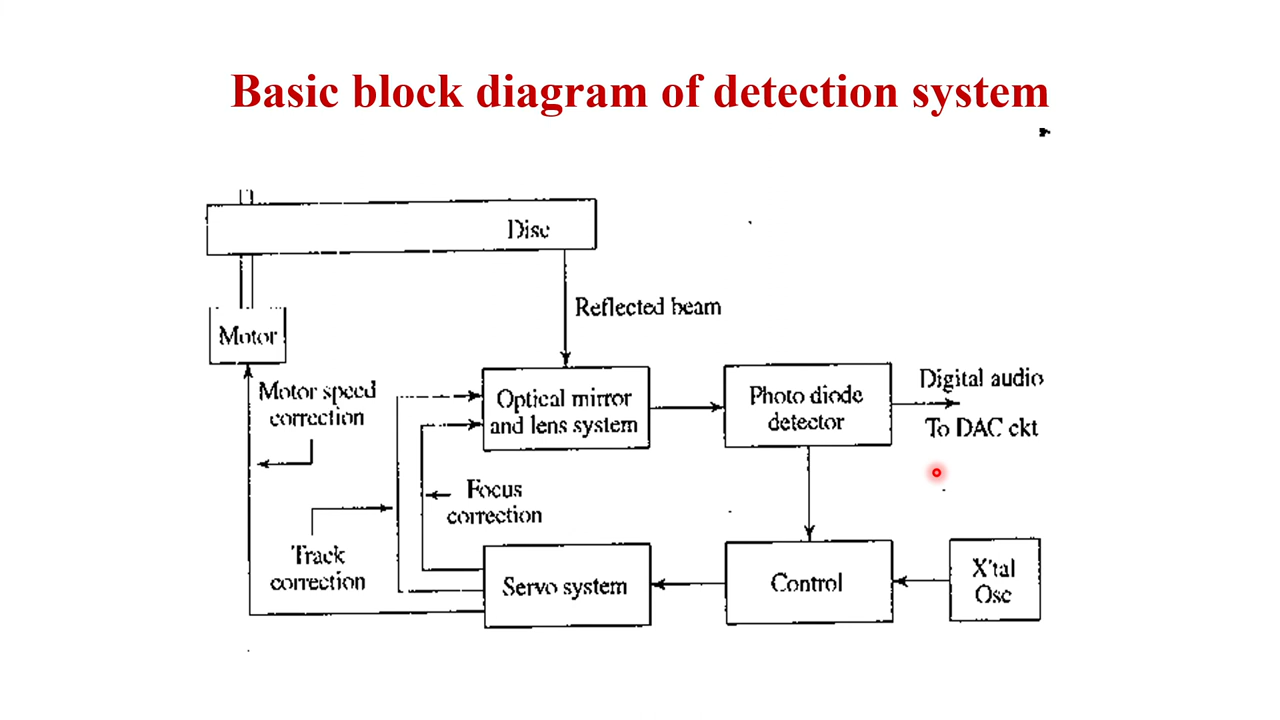 Basic block diagram of detection system
Disc
Reflected beam
Motor
Motor speed
correction
Optical mirror
and lens system
Photo diode
detector
Digital audio
To DAC ckt
Focus
correction
Track
correction
Servo system
Control
X'tal
Osc